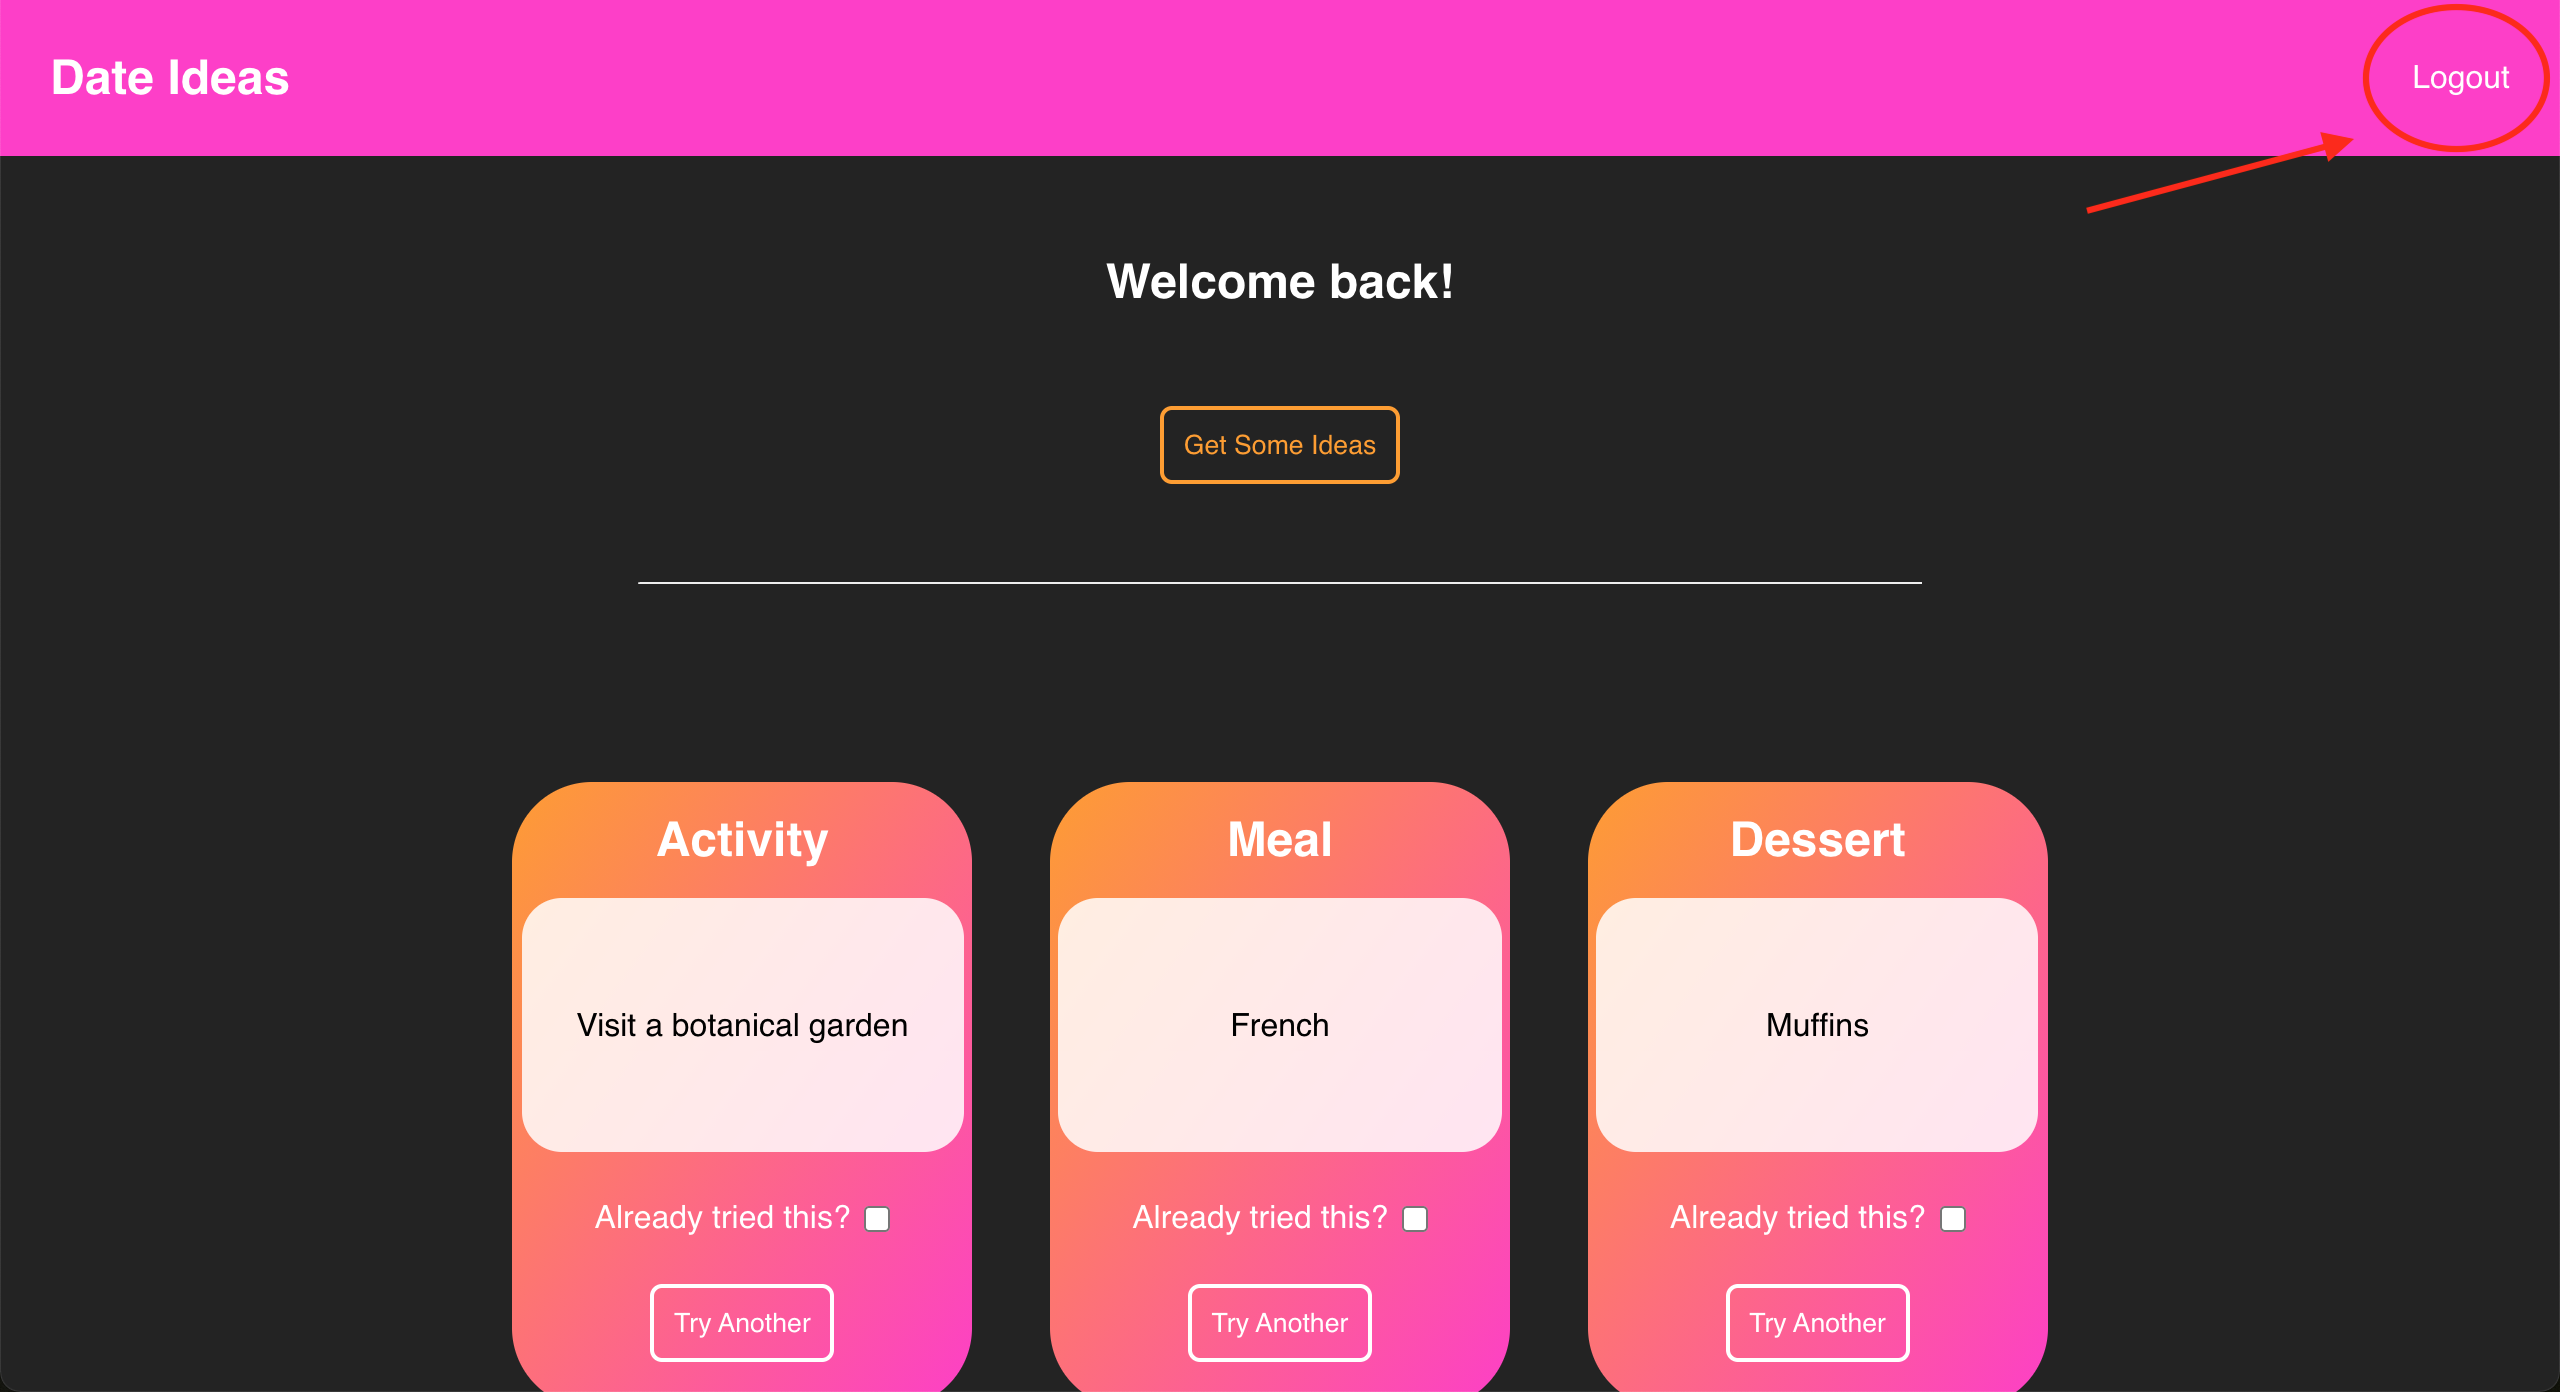 Date Ideas
Logout
Welcome back!
Get Some Ideas
Activity
Meal
Dessert
Visit a botanical garden
French
Muffins
Already tried this?
Already tried this?
Already tried this?
Try Another
Try Another
Try Another